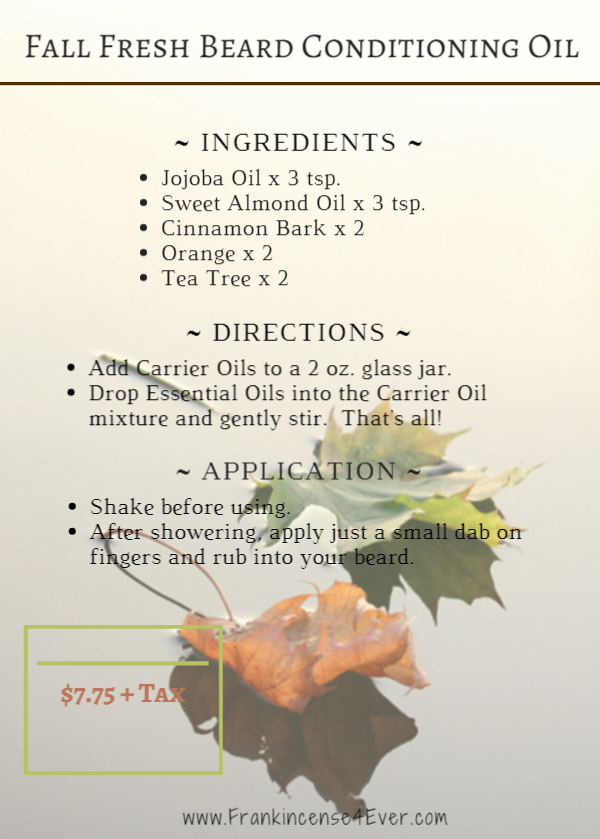 Fall Fresh Beard Conditioning Oil
~ INGREDIENTS ~
• Jojoba Oil x 3 tsp.
• Sweet Almond Oil x 3 tsp.
• Cinnamon Bark x 2
• Orange x 2
• Tea Tree x 2
~ DIRECTIONS ~
• Add Carrier Oils to a 2 oz. glass jar.
• Drop Essential Oils into the Carrier Oil
mixture and gently stir. That's all!
~ APPLICATION ~
• Shake before using.
• After showering, apply just a small dab on
fingers and rub into your beard.
$7.75 + Tax
www.Frankincense4Ever.com